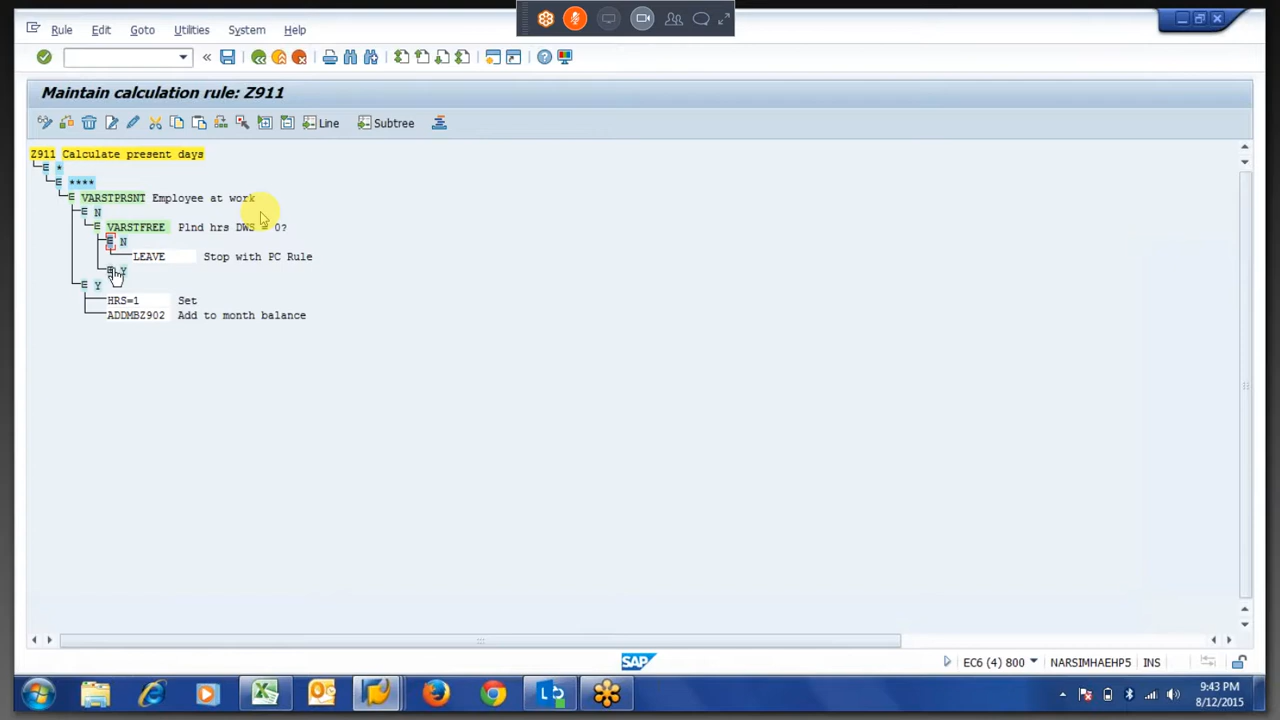 Rule Edit Goto Utilities System Help
Maintain calculation rule: Z911
Line Subtree
Z911 Calculate present days
*
****
VARSTPRSNT Employee at work
N
VARSTFREE Plnd hrs DWS = 0?
N
LEAVE Stop with PC Rule
Y
Y
HRS=1 Set
ADDMBZ902 Add to month balance
SAP EC6 (4) 800 NARSIMHAEHP5 INS
9:43 PM
8/12/2015